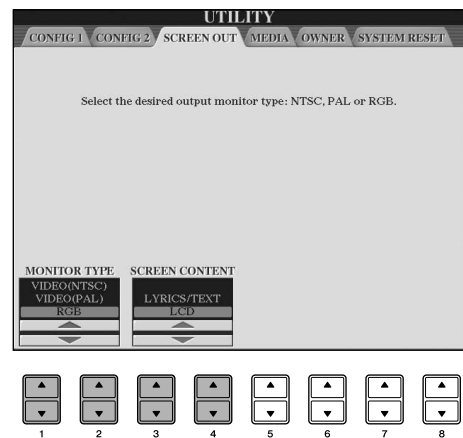 UTILITY
CONFIG 1 CONFIG 2 SCREEN OUT MEDIA OWNER SYSTEM RESET
Select the desired output monitor type: NTSC, PAL or RGB.
MONITOR TYPE SCREEN CONTENT
VIDEO(NTSC)
VIDEO(PAL) LYRICS/TEXT
RGB LCD
1 2 3 4 5 6 7 8